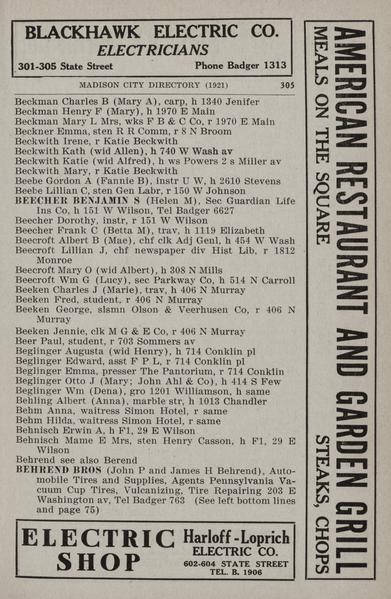 BLACKHAWK ELECTRIC CO.
ELECTRICIANS
301-305 State Street Phone Badger 1313
MADISON CITY DIRECTORY (1921) 305
Beckman Charles B (Mary A), carp, h 1340 Jenifer
Beckman Henry F (Mary), h 1970 E Main
Beckman Mary L Mrs, wks F B & C Co, r 1970 E Main
Beckner Emma, sten R R Comm, r 8 N Broom
Beckwith Irene, r Katie Beckwith
Beckwith Kath (wid Allen), h 740 W Wash av
Beckwith Katie (wid Alfred), h ws Powers 2 s Miller av
Beckwith Mary, r Katie Beckwith
Beebe Gordon A (Fannie B), instr U W, h 2610 Stevens
Beebe Lillian C, sten Gen Labr, r 150 W Johnson
BEECHER BENJAMIN S (Helen M), Sec Guardian Life
Ins Co, h 151 W Wilson, Tel Badger 6627
Beecher Dorothy, instr, r 151 W Wilson
Beecher Frank C (Betta M), trav, h 1119 Elizabeth
Beecroft Albert B (Mae), chf clk Adj Genl, h 454 W Wash
Beecroft Lillian J, chf newspaper div Hist Lib, r 1812
Monroe
Beecroft Mary O (wid Albert), h 308 N Mills
Beecroft Wm G (Lucy), sec Parkway Co, h 514 N Carroll
Beeken Charles J (Marie), trav, h 406 N Murray
Beeken Fred, student, r 406 N Murray
Beeken George, slsmn Olson & Veerhusen Co, r 406 N
Murray
Beeken Jennie, clk M G & E Co, r 406 N Murray
Beer Paul, student, r 703 Sommers av
Beglinger Augusta (wid Henry), h 714 Conklin pl
Beglinger Edward, asst F P L, r 714 Conklin pl
Beglinger Emma, presser The Pantorium, r 714 Conklin
Beglinger Otto J (Mary; John Ahl & Co), h 414 S Few
Beglinger Wm (Dena), gro 1201 Williamson, h same
Behling Albert (Anna), marble str, h 1013 Chandler
Behm Anna, waitress Simon Hotel, r same
Behm Hilda, waitress Simon Hotel, r same
Behnisch Erwin A, h F1, 29 E Wilson
Behnisch Mame E Mrs, sten Henry Casson, h F1, 29 E
Wilson
Behrend see also Berend
BEHREND BROS (John P and James H Behrend), Auto-
mobile Tires and Supplies, Agents Pennsylvania Va-
cuum Cup Tires, Vulcanizing, Tire Repairing 203 E
Washington av, Tel Badger 763 (See left bottom lines
and page 75)
ELECTRIC
SHOP
Harloff-Loprich
ELECTRIC CO.
602-604 STATE STREET
TEL. B. 1906
AMERICAN RESTAURANT AND GARDEN GRILL
MEALS ON THE SQUARE STEAKS, CHOPS